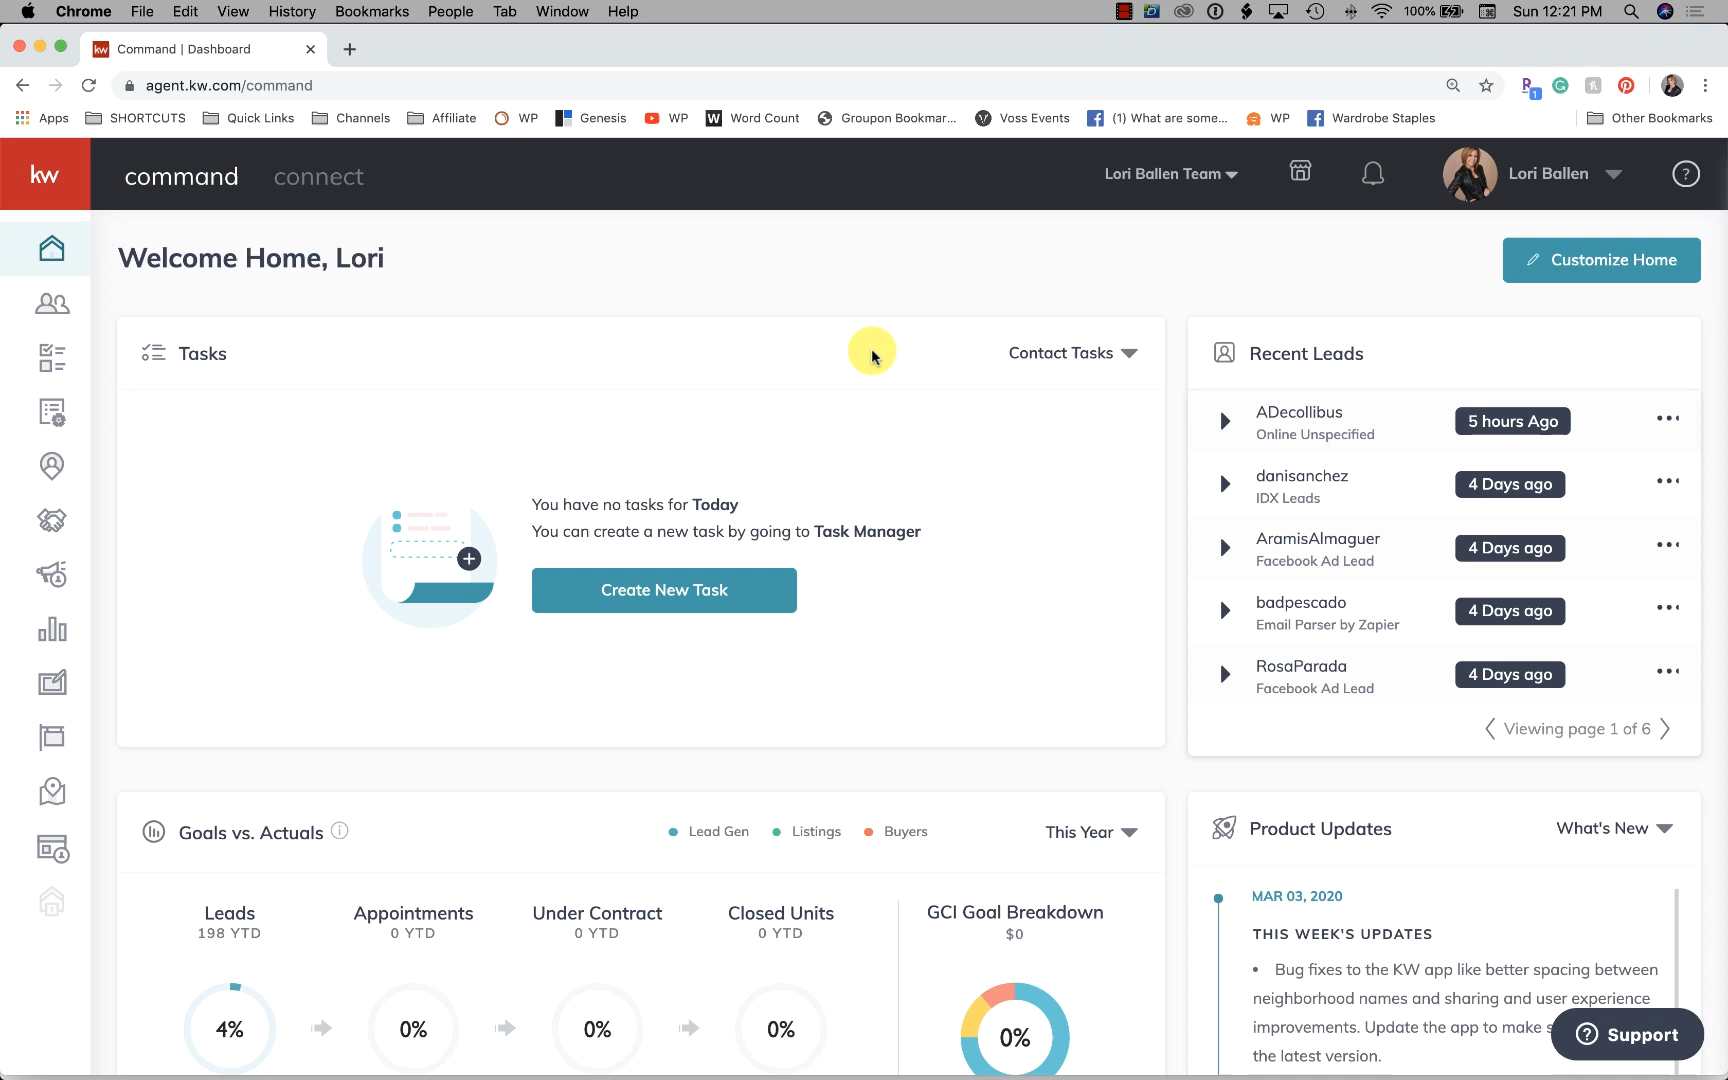 Chrome File Edit View History Bookmarks People Tab Window Help 100% Sun 12:21 PM
kw Command | Dashboard
agent.kw.com/command
Apps SHORTCUTS Quick Links Channels Affiliate WP Genesis WP W Word Count Groupon Bookmar... Voss Events (1) What are some... WP Wardrobe Staples Other Bookmarks
kw command connect Lori Ballen Team Lori Ballen ?
Welcome Home, Lori
Customize Home
Tasks
Contact Tasks
You have no tasks for Today
You can create a new task by going to Task Manager
Create New Task
Recent Leads
ADecollibus
Online Unspecified
5 hours Ago
danisanchez
IDX Leads
4 Days ago
AramisAlmaguer
Facebook Ad Lead
4 Days ago
badpescado
Email Parser by Zapier
4 Days ago
RosaParada
Facebook Ad Lead
4 Days ago
Viewing page 1 of 6
Goals vs. Actuals
Lead Gen Listings Buyers
This Year
Leads
198 YTD
4%
Appointments
0 YTD
0%
Under Contract
0 YTD
0%
Closed Units
0 YTD
0%
GCI Goal Breakdown
$0
0%
Product Updates
What's New
MAR 03, 2020
THIS WEEK'S UPDATES
• Bug fixes to the KW app like better spacing between
neighborhood names and sharing and user experience
improvements. Update the app to make s
the latest version.
? Support